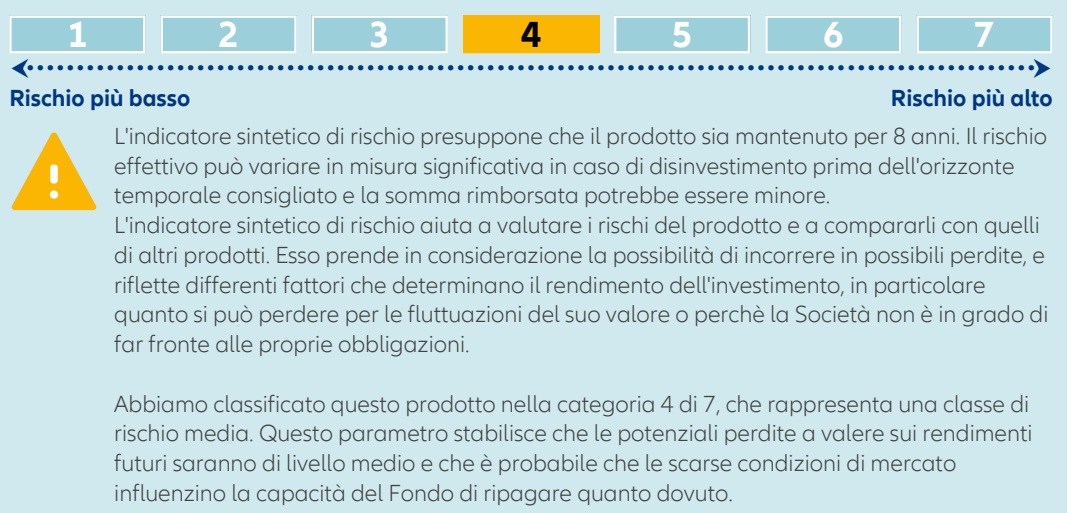 1 2 3 4 5 6 7
Rischio più basso Rischio più alto
L'indicatore sintetico di rischio presuppone che il prodotto sia mantenuto per 8 anni. Il rischio
effettivo può variare in misura significativa in caso di disinvestimento prima dell'orizzonte
temporale consigliato e la somma rimborsata potrebbe essere minore.
L'indicatore sintetico di rischio aiuta a valutare i rischi del prodotto e a compararli con quelli
di altri prodotti. Esso prende in considerazione la possibilità di incorrere in possibili perdite, e
riflette differenti fattori che determinano il rendimento dell'investimento, in particolare
quanto si può perdere per le fluttuazioni del suo valore o perchè la Società non è in grado di
far fronte alle proprie obbligazioni.
Abbiamo classificato questo prodotto nella categoria 4 di 7, che rappresenta una classe di
rischio media. Questo parametro stabilisce che le potenziali perdite a valere sui rendimenti
futuri saranno di livello medio e che è probabile che le scarse condizioni di mercato
influenzino la capacità del Fondo di ripagare quanto dovuto.